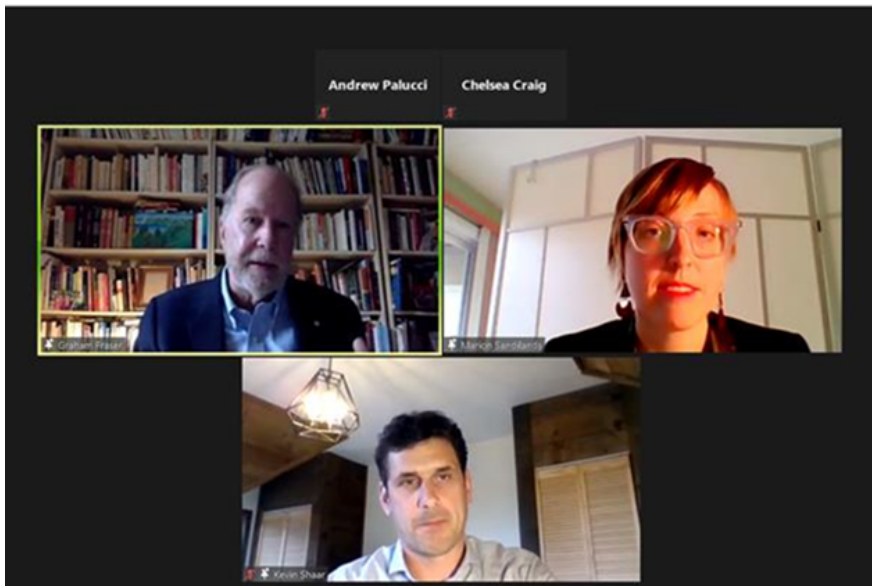 Andrew Palucci
Chelsea Craig
Graham Fraser
Marion Sandilands
Kevin Shaar